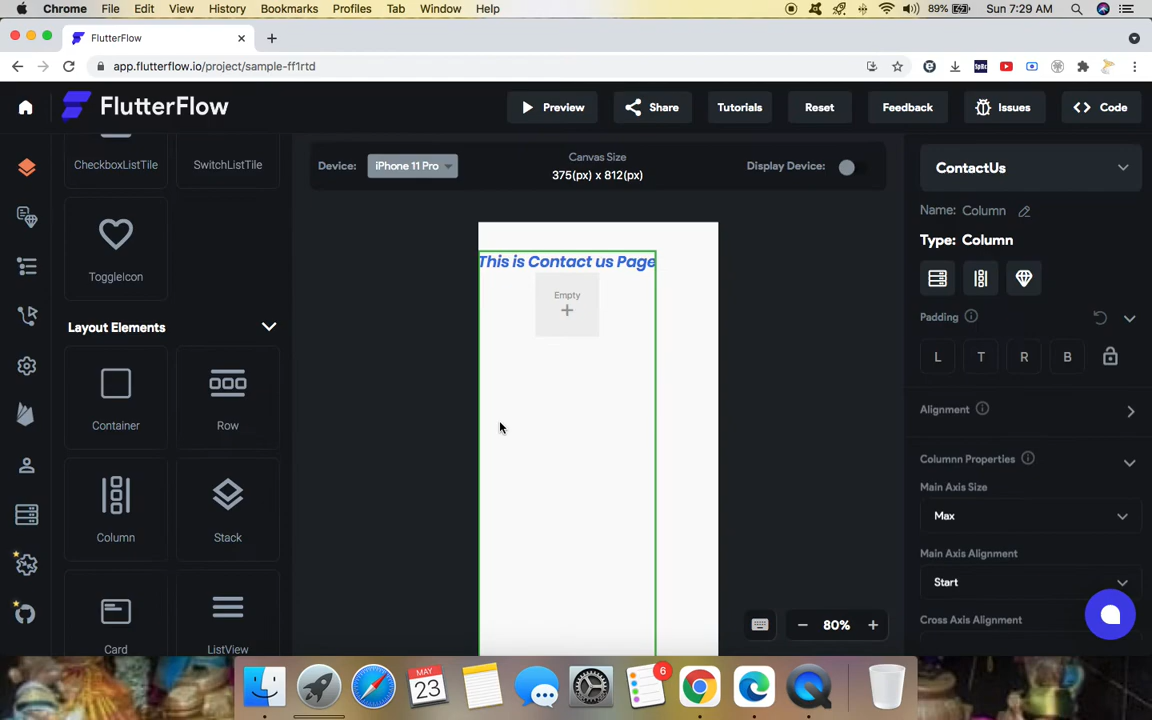 Chrome File Edit View History Bookmarks Profiles Tab Window Help 89% Sun 7:29 AM
FlutterFlow
app.flutterflow.io/project/sample-ff1rtd
FlutterFlow Preview Share Tutorials Reset Feedback Issues Code
CheckboxListTile SwitchListTile
ToggleIcon
Layout Elements
Container Row
Column Stack
Card ListView
Device: iPhone 11 Pro
Canvas Size
375(px) x 812(px)
Display Device:
This is Contact us Page
Empty
80%
ContactUs
Name: Column
Type: Column
Padding
L T R B
Alignment
Columnn Properties
Main Axis Size
Max
Main Axis Alignment
Start
Cross Axis Alignment
MAY
23
6